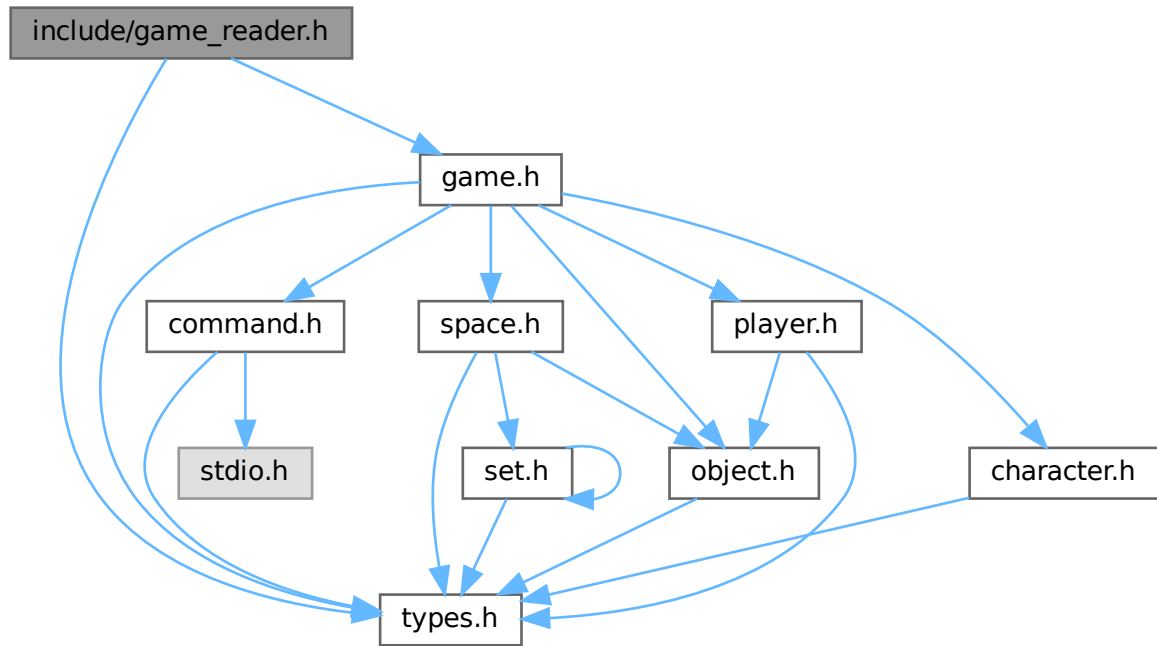 include/game_reader.h
game.h
command.h
space.h
player.h
stdio.h
set.h
object.h
character.h
types.h